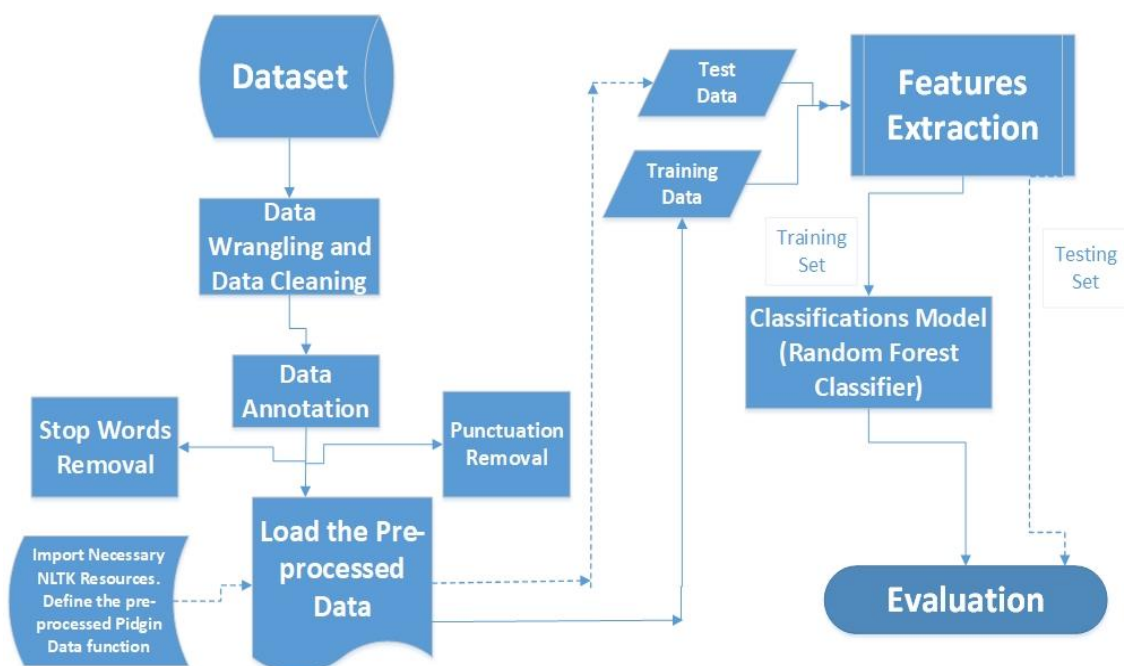 Dataset
Data
Wrangling and
Data Cleaning
Data
Annotation
Stop Words
Removal
Punctuation
Removal
Import Necessary
NLTK Resources.
Define the pre-
processed Pidgin
Data function
Load the Pre-
processed
Data
Test
Data
Training
Data
Features
Extraction
Training
Set
Testing
Set
Classifications Model
(Random Forest
Classifier)
Evaluation